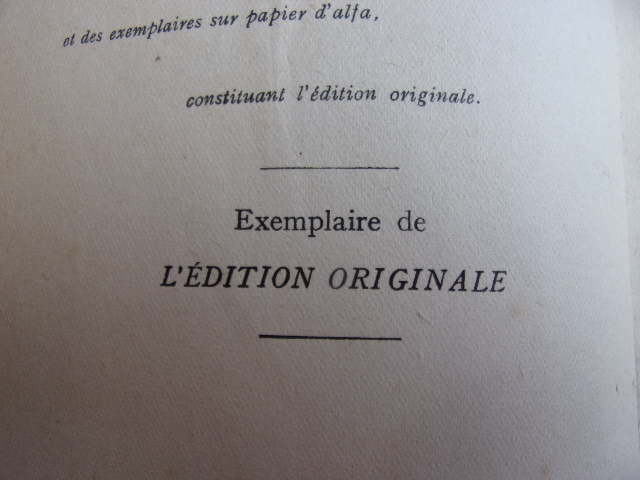 et des exemplaires sur papier d'alfa,
constituant l'édition originale.
Exemplaire de
L'ÉDITION ORIGINALE